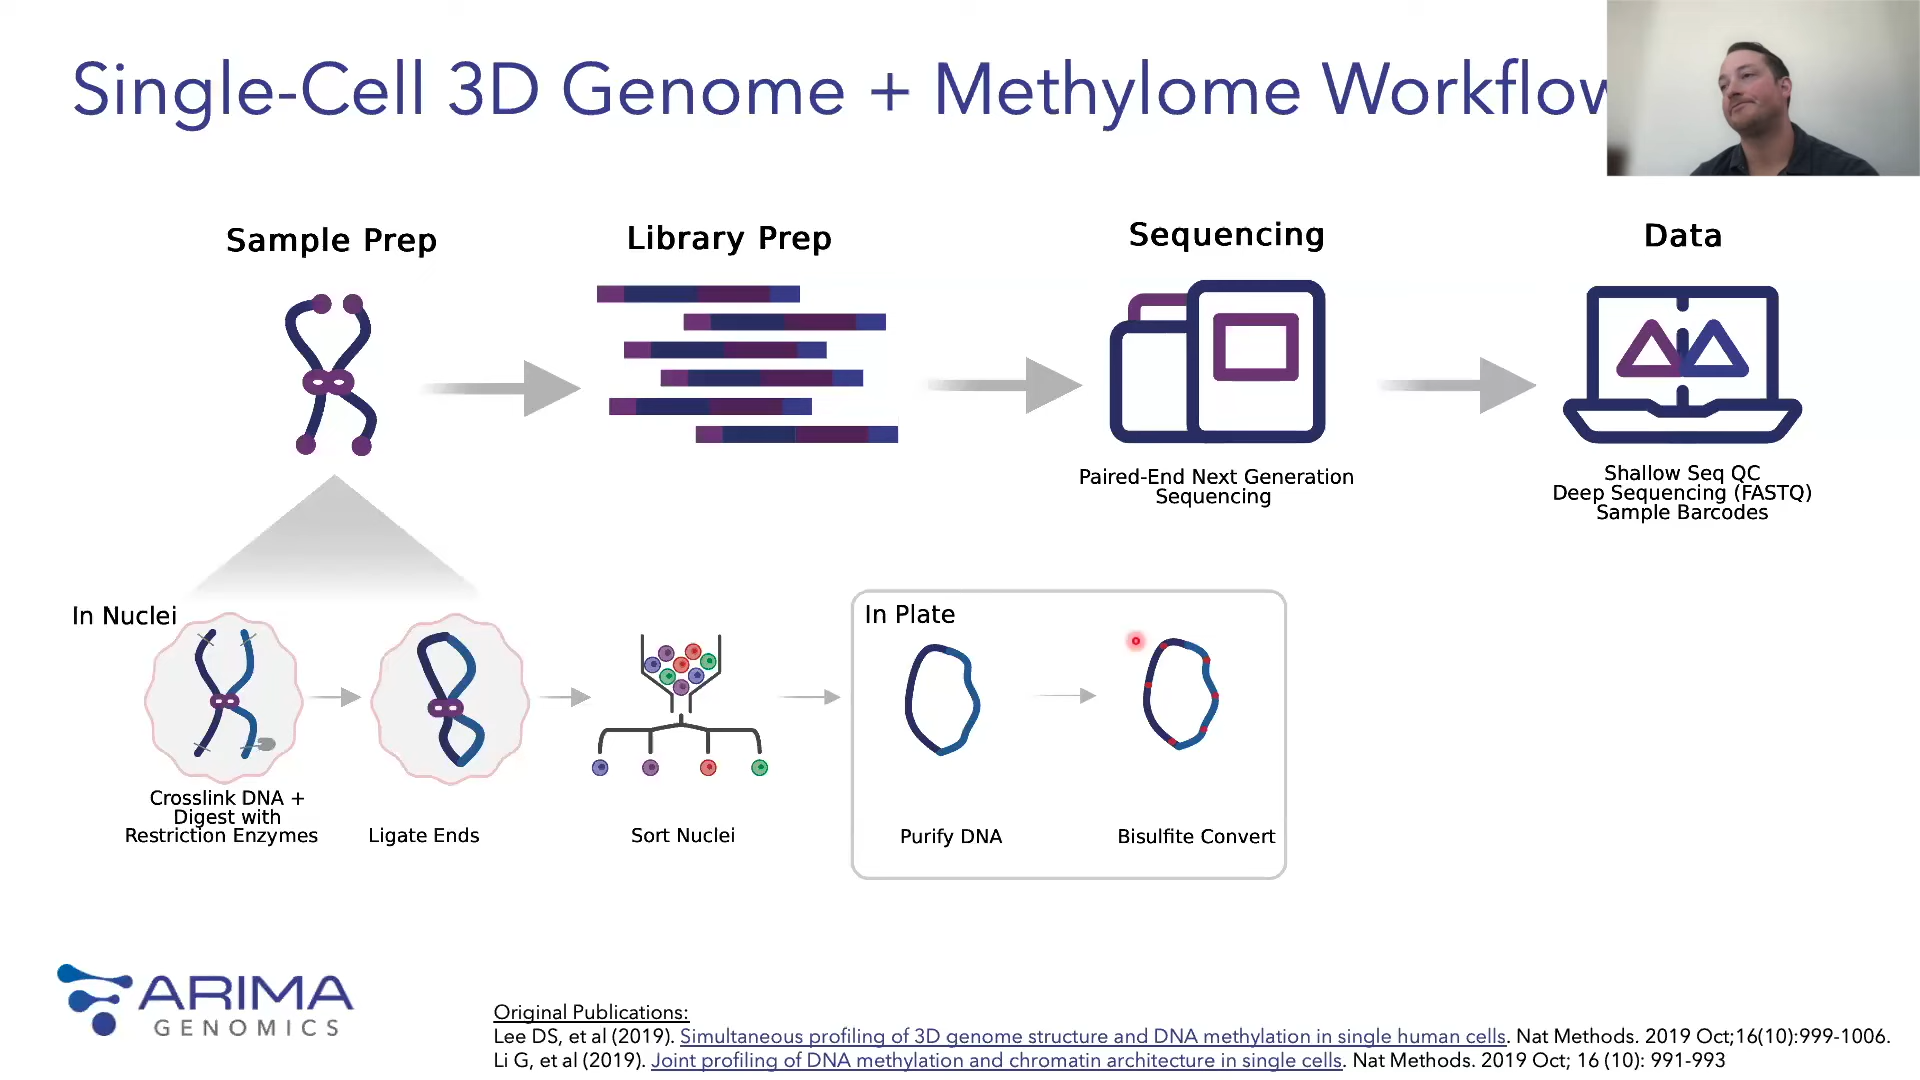 Single-Cell 3D Genome + Methylome Workflow
Sample Prep
Library Prep
Sequencing
Data
Paired-End Next Generation
Sequencing
Shallow Seq QC
Deep Sequencing (FASTQ)
Sample Barcodes
In Nuclei
In Plate
Crosslink DNA +
Digest with
Restriction Enzymes
Ligate Ends
Sort Nuclei
Purify DNA
Bisulfite Convert
ARIMA
GENOMICS
Original Publications:
Lee DS, et al (2019). Simultaneous profiling of 3D genome structure and DNA methylation in single human cells. Nat Methods. 2019 Oct;16(10):999-1006.
Li G, et al (2019). Joint profiling of DNA methylation and chromatin architecture in single cells. Nat Methods. 2019 Oct; 16 (10): 991-993